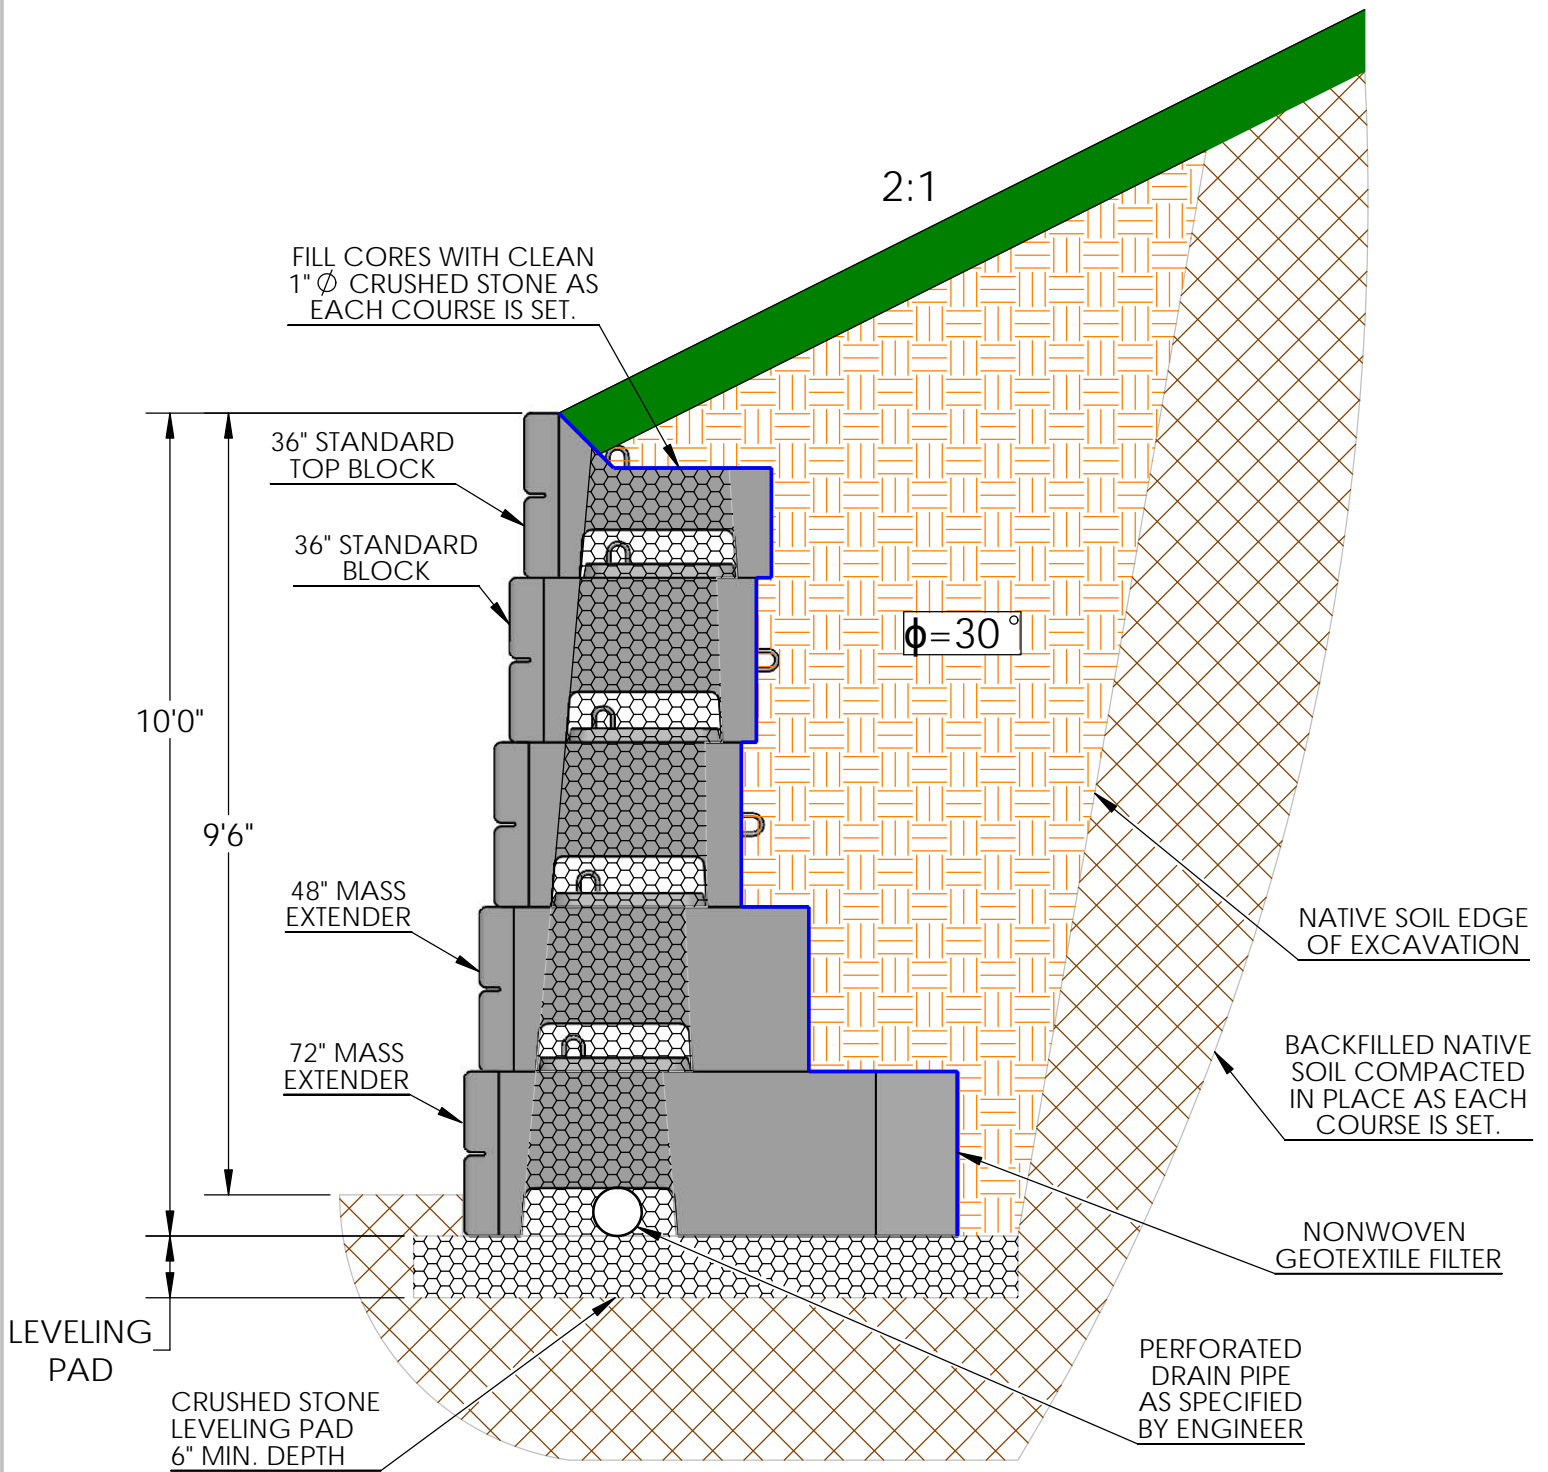 2:1
FILL CORES WITH CLEAN
1" Ø CRUSHED STONE AS
EACH COURSE IS SET.
36" STANDARD
TOP BLOCK
36" STANDARD
BLOCK
ϕ=30°
10'0"
9'6"
48" MASS
EXTENDER
NATIVE SOIL EDGE
OF EXCAVATION
72" MASS
EXTENDER
BACKFILLED NATIVE
SOIL COMPACTED
IN PLACE AS EACH
COURSE IS SET.
NONWOVEN
GEOTEXTILE FILTER
LEVELING
PAD
PERFORATED
DRAIN PIPE
AS SPECIFIED
BY ENGINEER
CRUSHED STONE
LEVELING PAD
6" MIN. DEPTH